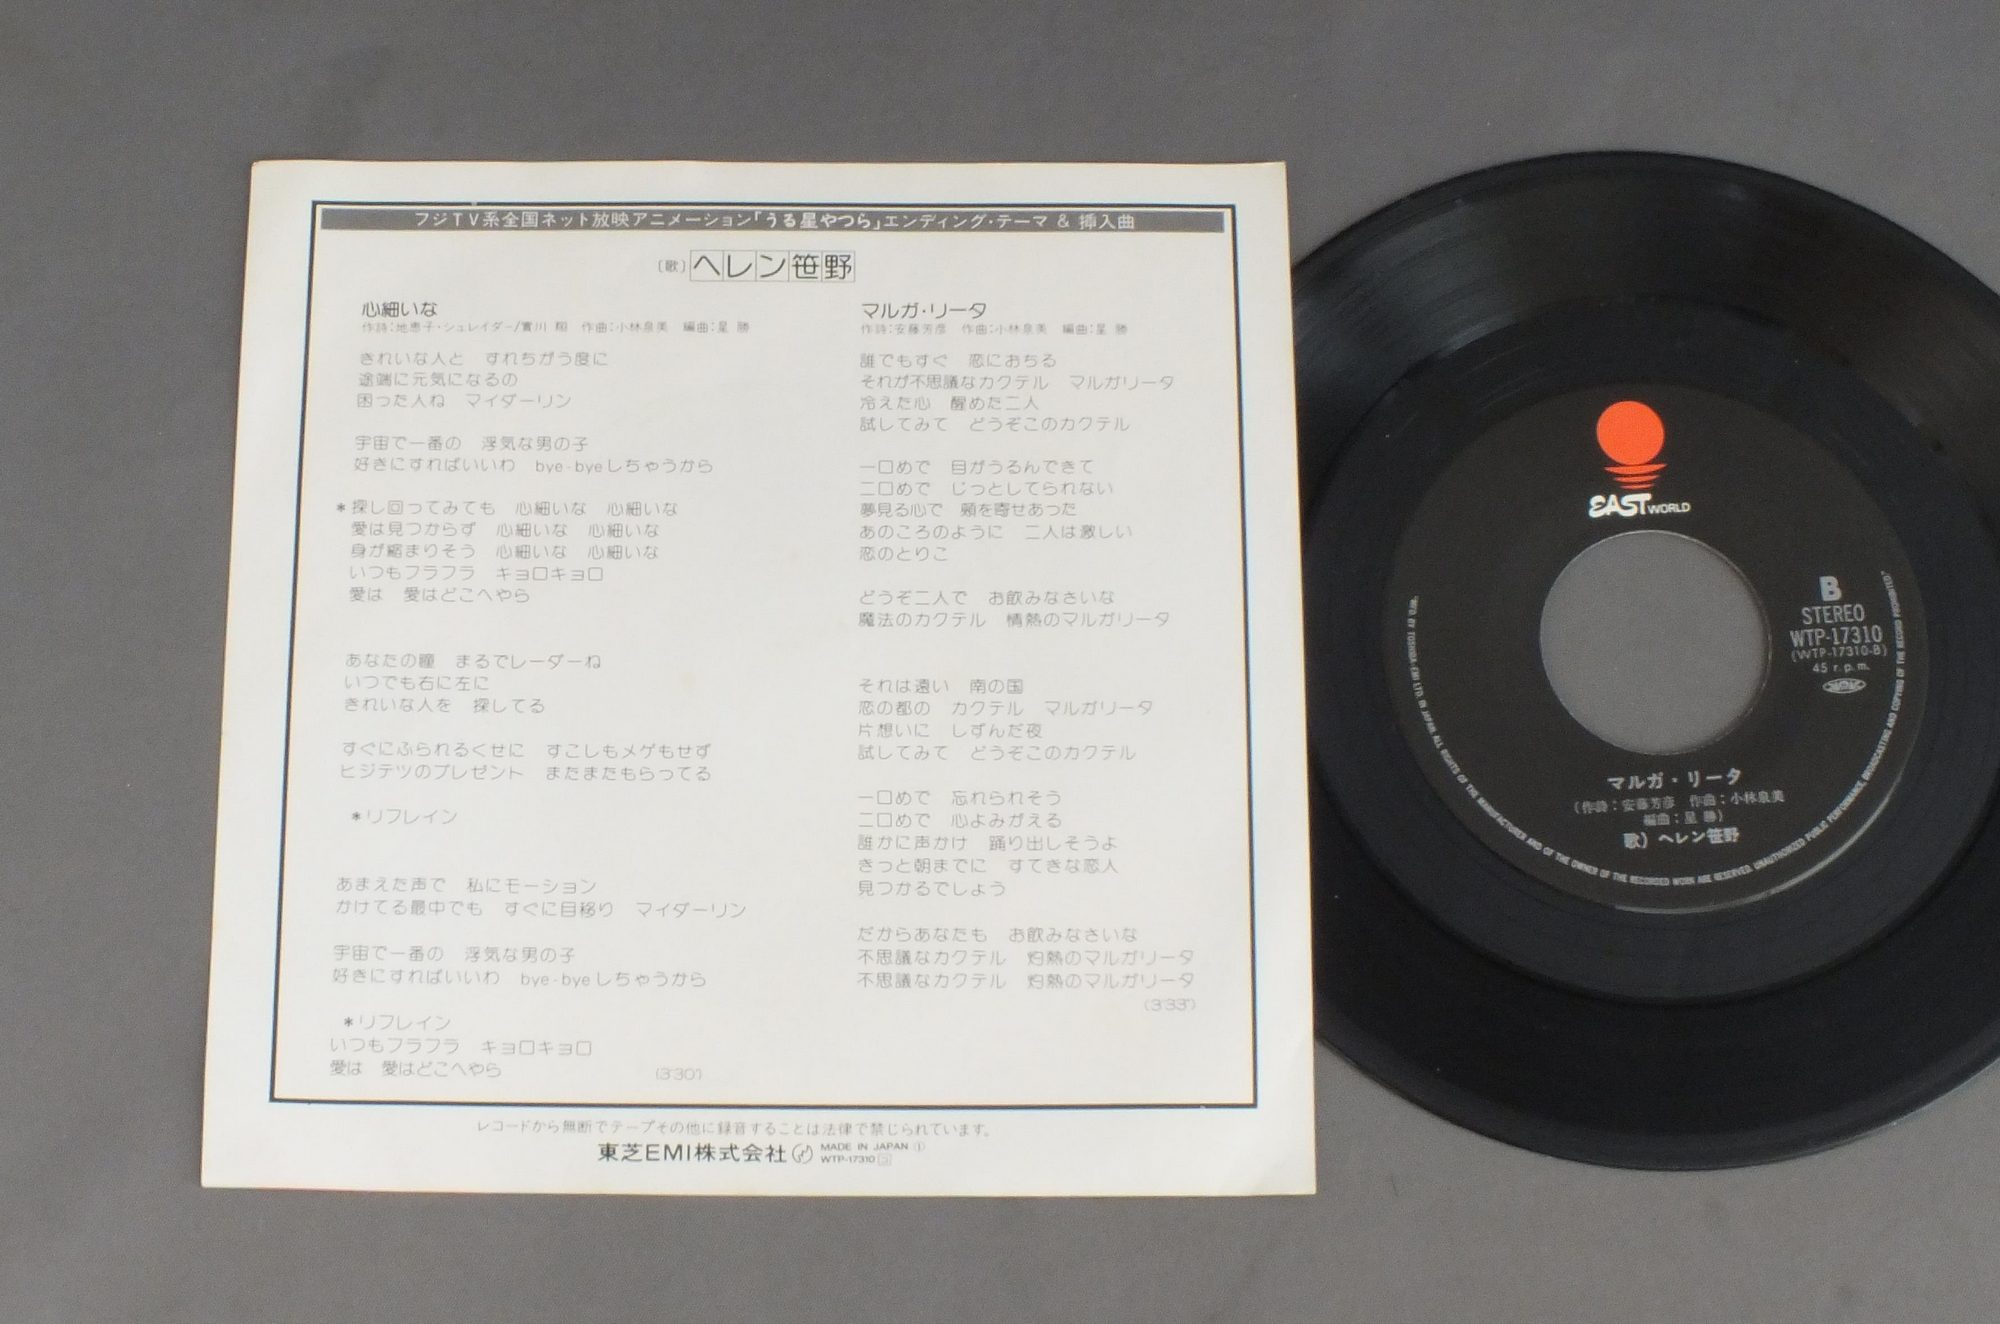 フジTV系全国ネット放映アニメーション「うる星やつら」エンディング・テーマ & 挿入曲
〔歌〕ヘレン笹野
心細いな
作詩:地恵子・シュレイダー/實川 翔 作曲:小林泉美 編曲:星 勝
きれいな人と すれちがう度に
途端に元気になるの
困った人ね マイダーリン
宇宙で一番の 浮気な男の子
好きにすればいいわ bye-byeしちゃうから
*探し回ってみても 心細いな 心細いな
愛は見つからず 心細いな 心細いな
身が縮まりそう 心細いな 心細いな
いつもフラフラ キョロキョロ
愛は 愛はどこへやら
あなたの瞳 まるでレーダーね
いつでも右に左に
きれいな人を 探してる
すぐにふられるくせに すこしもメゲもせず
ヒジテツのプレゼント またまたもらってる
*リフレイン
あまえた声で 私にモーション
かけてる最中でも すぐに目移り マイダーリン
宇宙で一番の 浮気な男の子
好きにすればいいわ bye-byeしちゃうから
*リフレイン
いつもフラフラ キョロキョロ
愛は 愛はどこへやら
(3'30")
マルガ・リータ
作詩:安藤芳彦 作曲:小林泉美 編曲:星 勝
誰でもすぐ 恋におちる
それが不思議なカクテル マルガリータ
冷えた心 醒めた二人
試してみて どうぞこのカクテル
一口めで 目がうるんできて
二口めで じっとしてられない
夢見る心で 頬を寄せあった
あのころのように 二人は激しい
恋のとりこ
どうぞ二人で お飲みなさいな
魔法のカクテル 情熱のマルガリータ
それは遠い 南の国
恋の都の カクテル マルガリータ
片想いに しずんだ夜
試してみて どうぞこのカクテル
一口めで 忘れられそう
二口めで 心よみがえる
誰かに声かけ 踊り出しそうよ
きっと朝までに すてきな恋人
見つかるでしょう
だからあなたも お飲みなさいな
不思議なカクテル 灼熱のマルガリータ
不思議なカクテル 灼熱のマルガリータ
(3'33")
レコードから無断でテープその他に録音することは法律で禁じられています。
東芝EMI株式会社 MADE IN JAPAN ①
WTP-17310
EAST WORLD
B
STEREO
WTP-17310
(WTP-17310-B)
45 r.p.m.
マルガ・リータ
(作詩:安藤芳彦 作曲:小林泉美
編曲:星 勝)
歌)ヘレン笹野
MF'D BY TOSHIBA-EMI LTD. IN JAPAN. ALL RIGHTS OF THE MANUFACTURER AND OF THE OWNER OF THE RECORDED WORK ARE RESERVED. UNAUTHORIZED PUBLIC PERFORMANCE, BROADCASTING AND COPYING OF THE RECORD PROHIBITED.